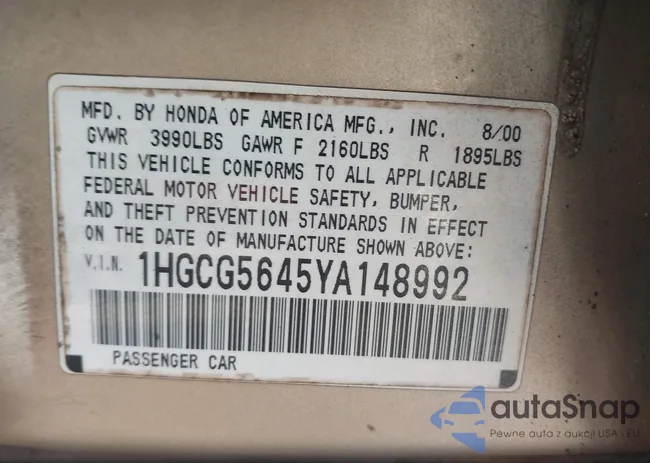 MFD. BY HONDA OF AMERICA MFG., INC. 8/00
GVWR 3990LBS GAWR F 2160LBS R 1895LBS
THIS VEHICLE CONFORMS TO ALL APPLICABLE
FEDERAL MOTOR VEHICLE SAFETY, BUMPER,
AND THEFT PREVENTION STANDARDS IN EFFECT
ON THE DATE OF MANUFACTURE SHOWN ABOVE:
V.I.N. 1HGCG5645YA148992
PASSENGER CAR
autaSnap
Pewne auta z aukcji USA - EU